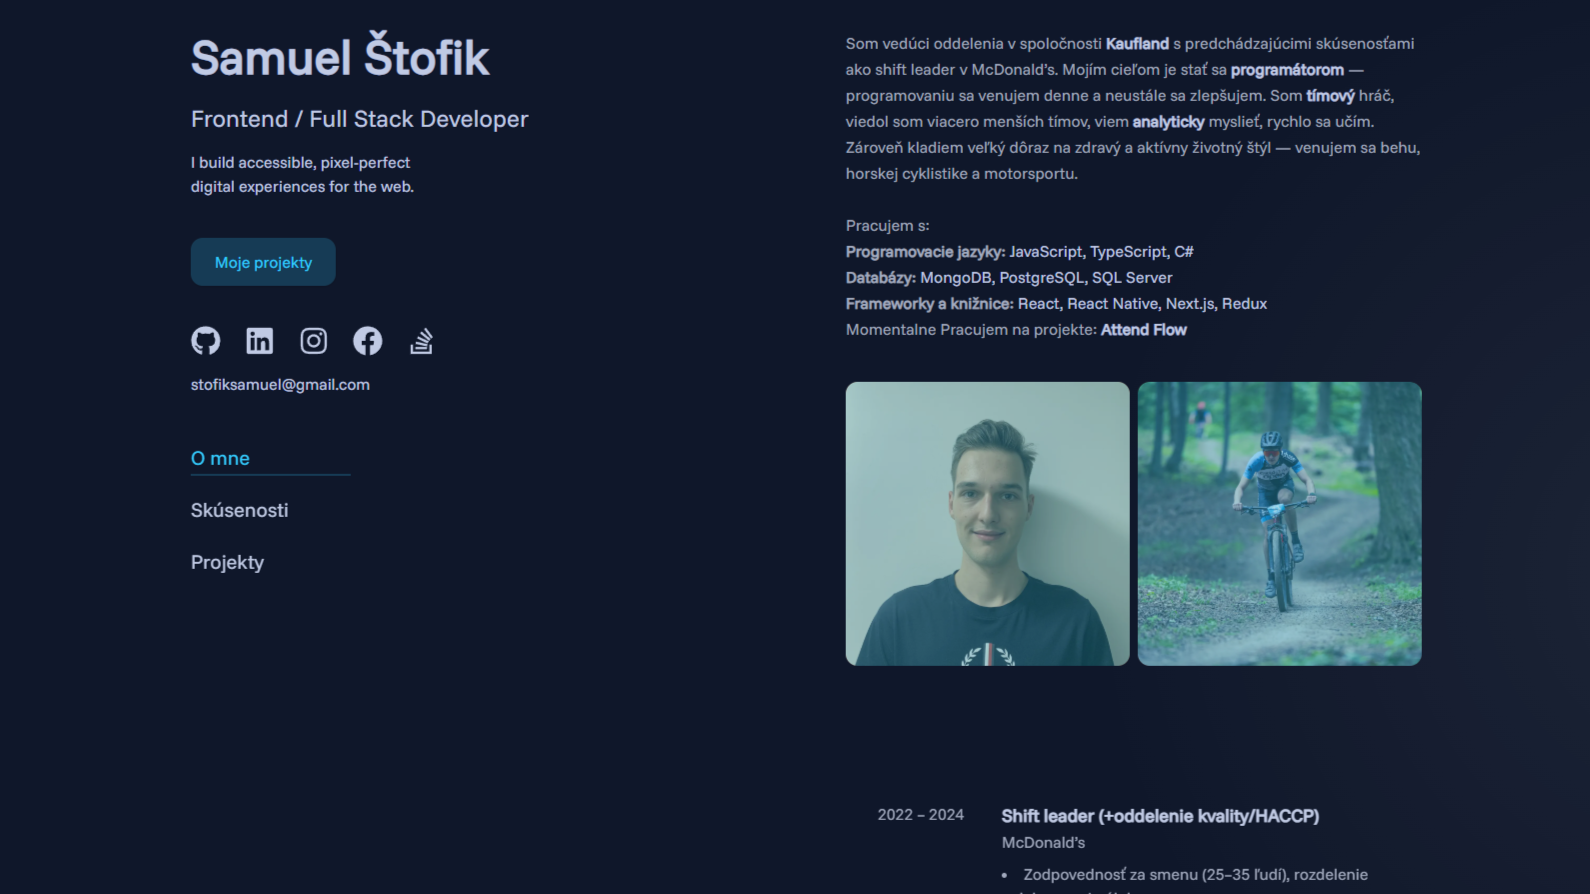 Samuel Štofik
Frontend / Full Stack Developer
I build accessible, pixel-perfect
digital experiences for the web.
Moje projekty
stofiksamuel@gmail.com
O mne
Skúsenosti
Projekty
Som vedúci oddelenia v spoločnosti Kaufland s predchádzajúcimi skúsenosťami
ako shift leader v McDonald’s. Mojím cieľom je stať sa programátorom —
programovaniu sa venujem denne a neustále sa zlepšujem. Som tímový hráč,
viedol som viacero menších tímov, viem analyticky myslieť, rychlo sa učím.
Zároveň kladiem veľký dôraz na zdravý a aktívny životný štýl — venujem sa behu,
horskej cyklistike a motorsportu.
Pracujem s:
Programovacie jazyky: JavaScript, TypeScript, C#
Databázy: MongoDB, PostgreSQL, SQL Server
Frameworky a knižnice: React, React Native, Next.js, Redux
Momentalne Pracujem na projekte: Attend Flow
2022 – 2024
Shift leader (+oddelenie kvality/HACCP)
McDonald’s
• Zodpovednosť za smenu (25–35 ľudí), rozdelenie